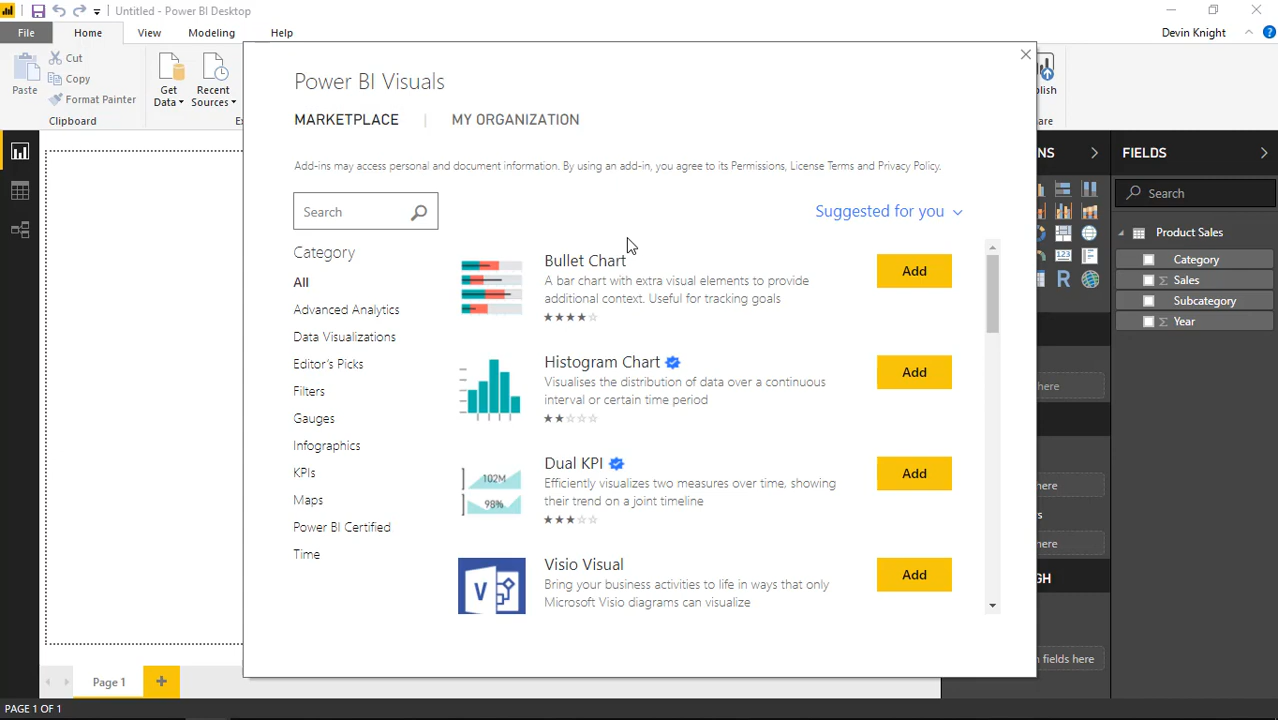 Untitled - Power BI Desktop
File
Home
View
Modeling
Help
Devin Knight
Paste
Cut
Copy
Format Painter
Clipboard
Get
Data
Recent
Sources
Power BI Visuals
MARKETPLACE | MY ORGANIZATION
Add-ins may access personal and document information. By using an add-in, you agree to its Permissions, License Terms and Privacy Policy.
Search
Suggested for you
Category
All
Advanced Analytics
Data Visualizations
Editor's Picks
Filters
Gauges
Infographics
KPIs
Maps
Power BI Certified
Time
Bullet Chart
A bar chart with extra visual elements to provide
additional context. Useful for tracking goals
Add
Histogram Chart
Visualises the distribution of data over a continuous
interval or certain time period
Add
102M
98%
Dual KPI
Efficiently visualizes two measures over time, showing
their trend on a joint timeline
Add
V
Visio Visual
Bring your business activities to life in ways that only
Microsoft Visio diagrams can visualize
Add
FIELDS
Search
Product Sales
Category
Σ Sales
Subcategory
Σ Year
123
R
here
here
here
fields here
Page 1
PAGE 1 OF 1